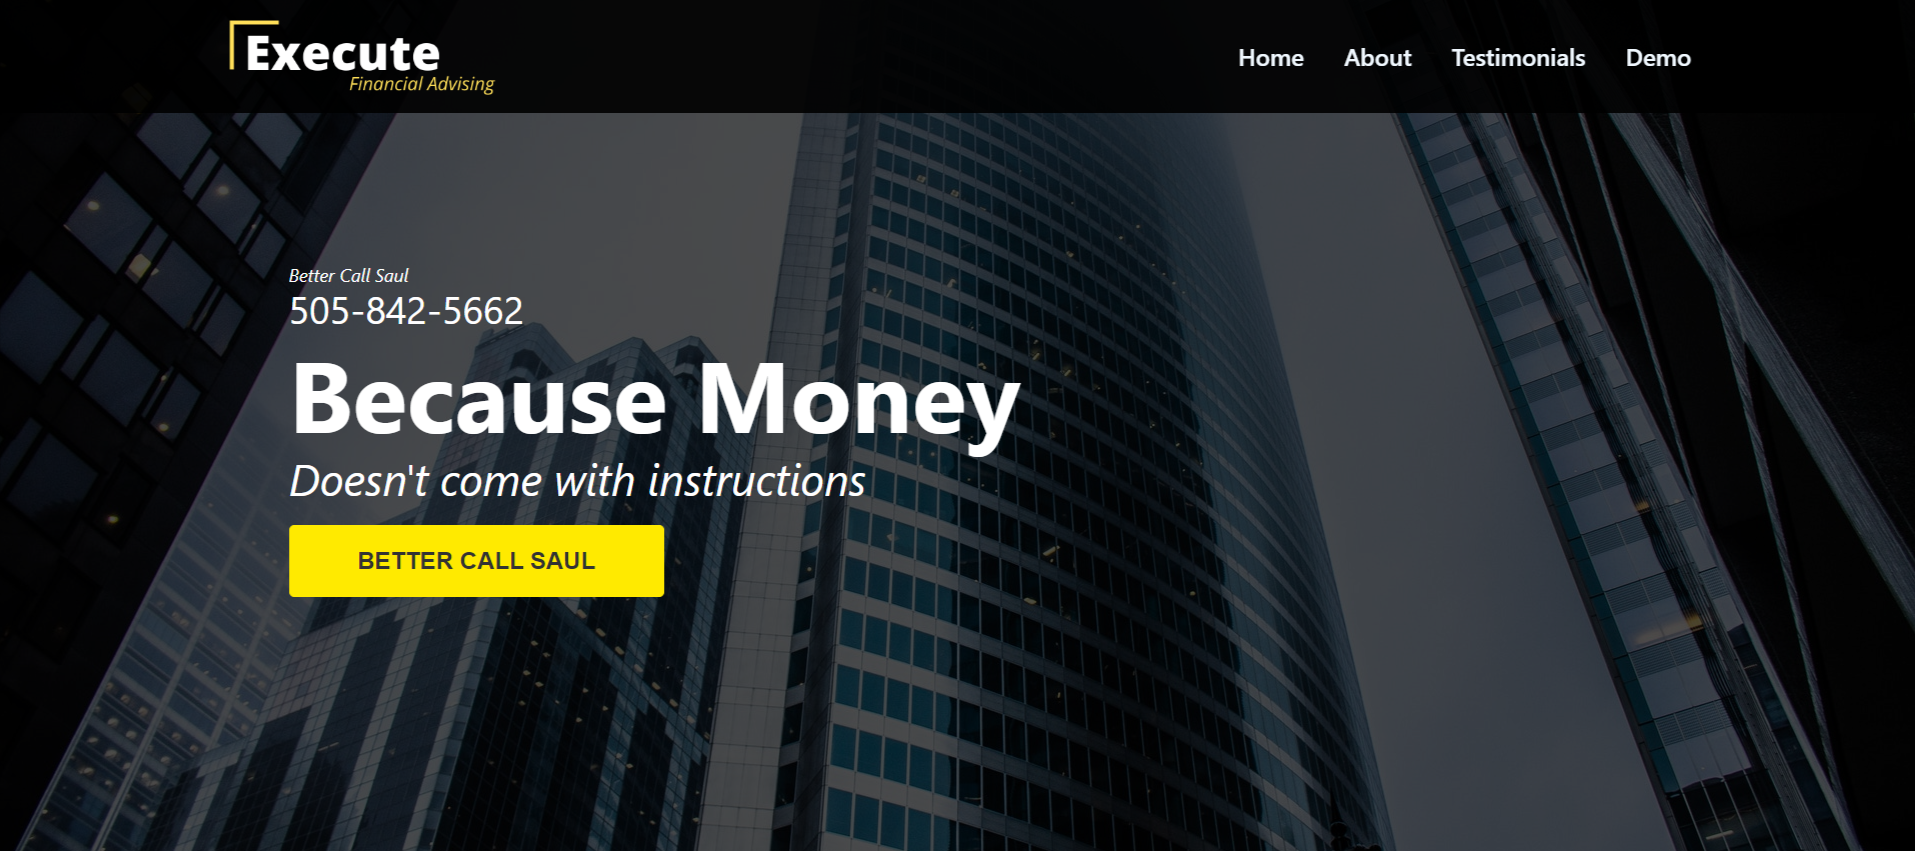 Execute
Financial Advising
Home About Testimonials Demo
Better Call Saul
505-842-5662
Because Money
Doesn't come with instructions
BETTER CALL SAUL